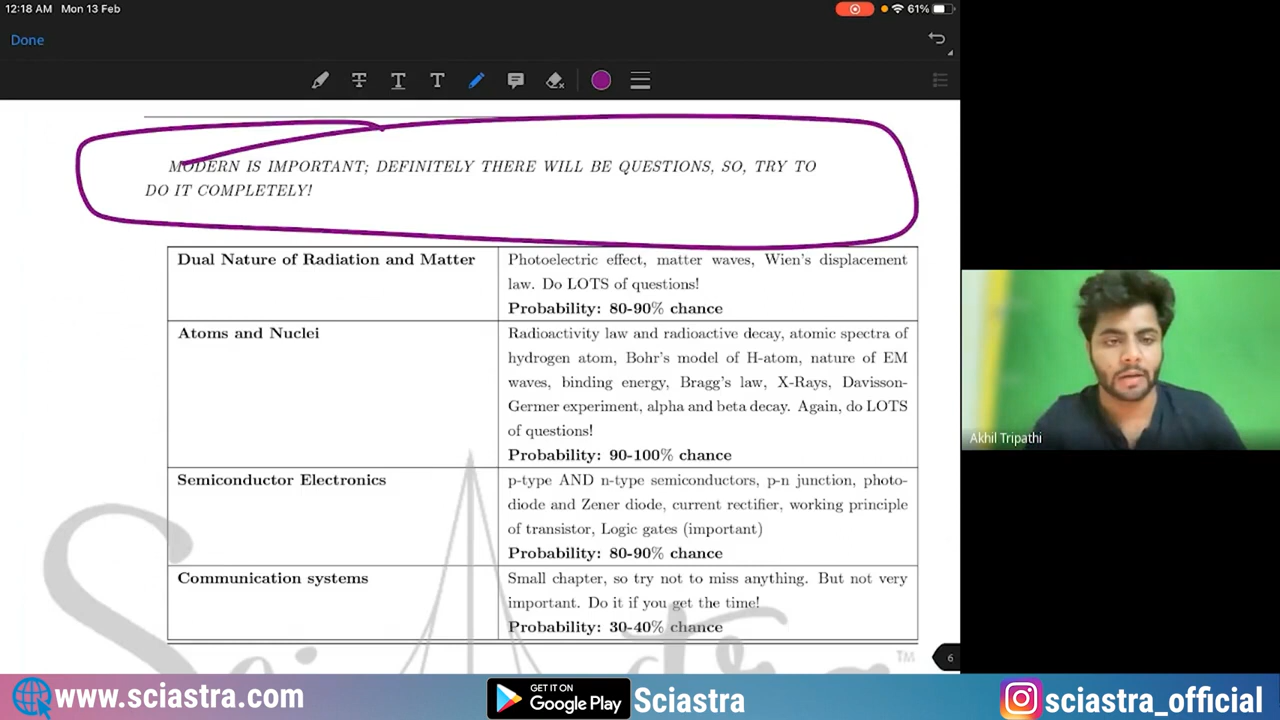 12:18 AM Mon 13 Feb
61%
Done
MODERN IS IMPORTANT; DEFINITELY THERE WILL BE QUESTIONS, SO, TRY TO
DO IT COMPLETELY!
Dual Nature of Radiation and Matter
Photoelectric effect, matter waves, Wien's displacement
law. Do LOTS of questions!
Probability: 80-90% chance
Atoms and Nuclei
Radioactivity law and radioactive decay, atomic spectra of
hydrogen atom, Bohr's model of H-atom, nature of EM
waves, binding energy, Bragg's law, X-Rays, Davisson-
Germer experiment, alpha and beta decay. Again, do LOTS
of questions!
Probability: 90-100% chance
Semiconductor Electronics
p-type AND n-type semiconductors, p-n junction, photo-
diode and Zener diode, current rectifier, working principle
of transistor, Logic gates (important)
Probability: 80-90% chance
Communication systems
Small chapter, so try not to miss anything. But not very
important. Do it if you get the time!
Probability: 30-40% chance
TM
6
Akhil Tripathi
www.sciastra.com
GET IT ON
Google Play
Sciastra
sciastra_official